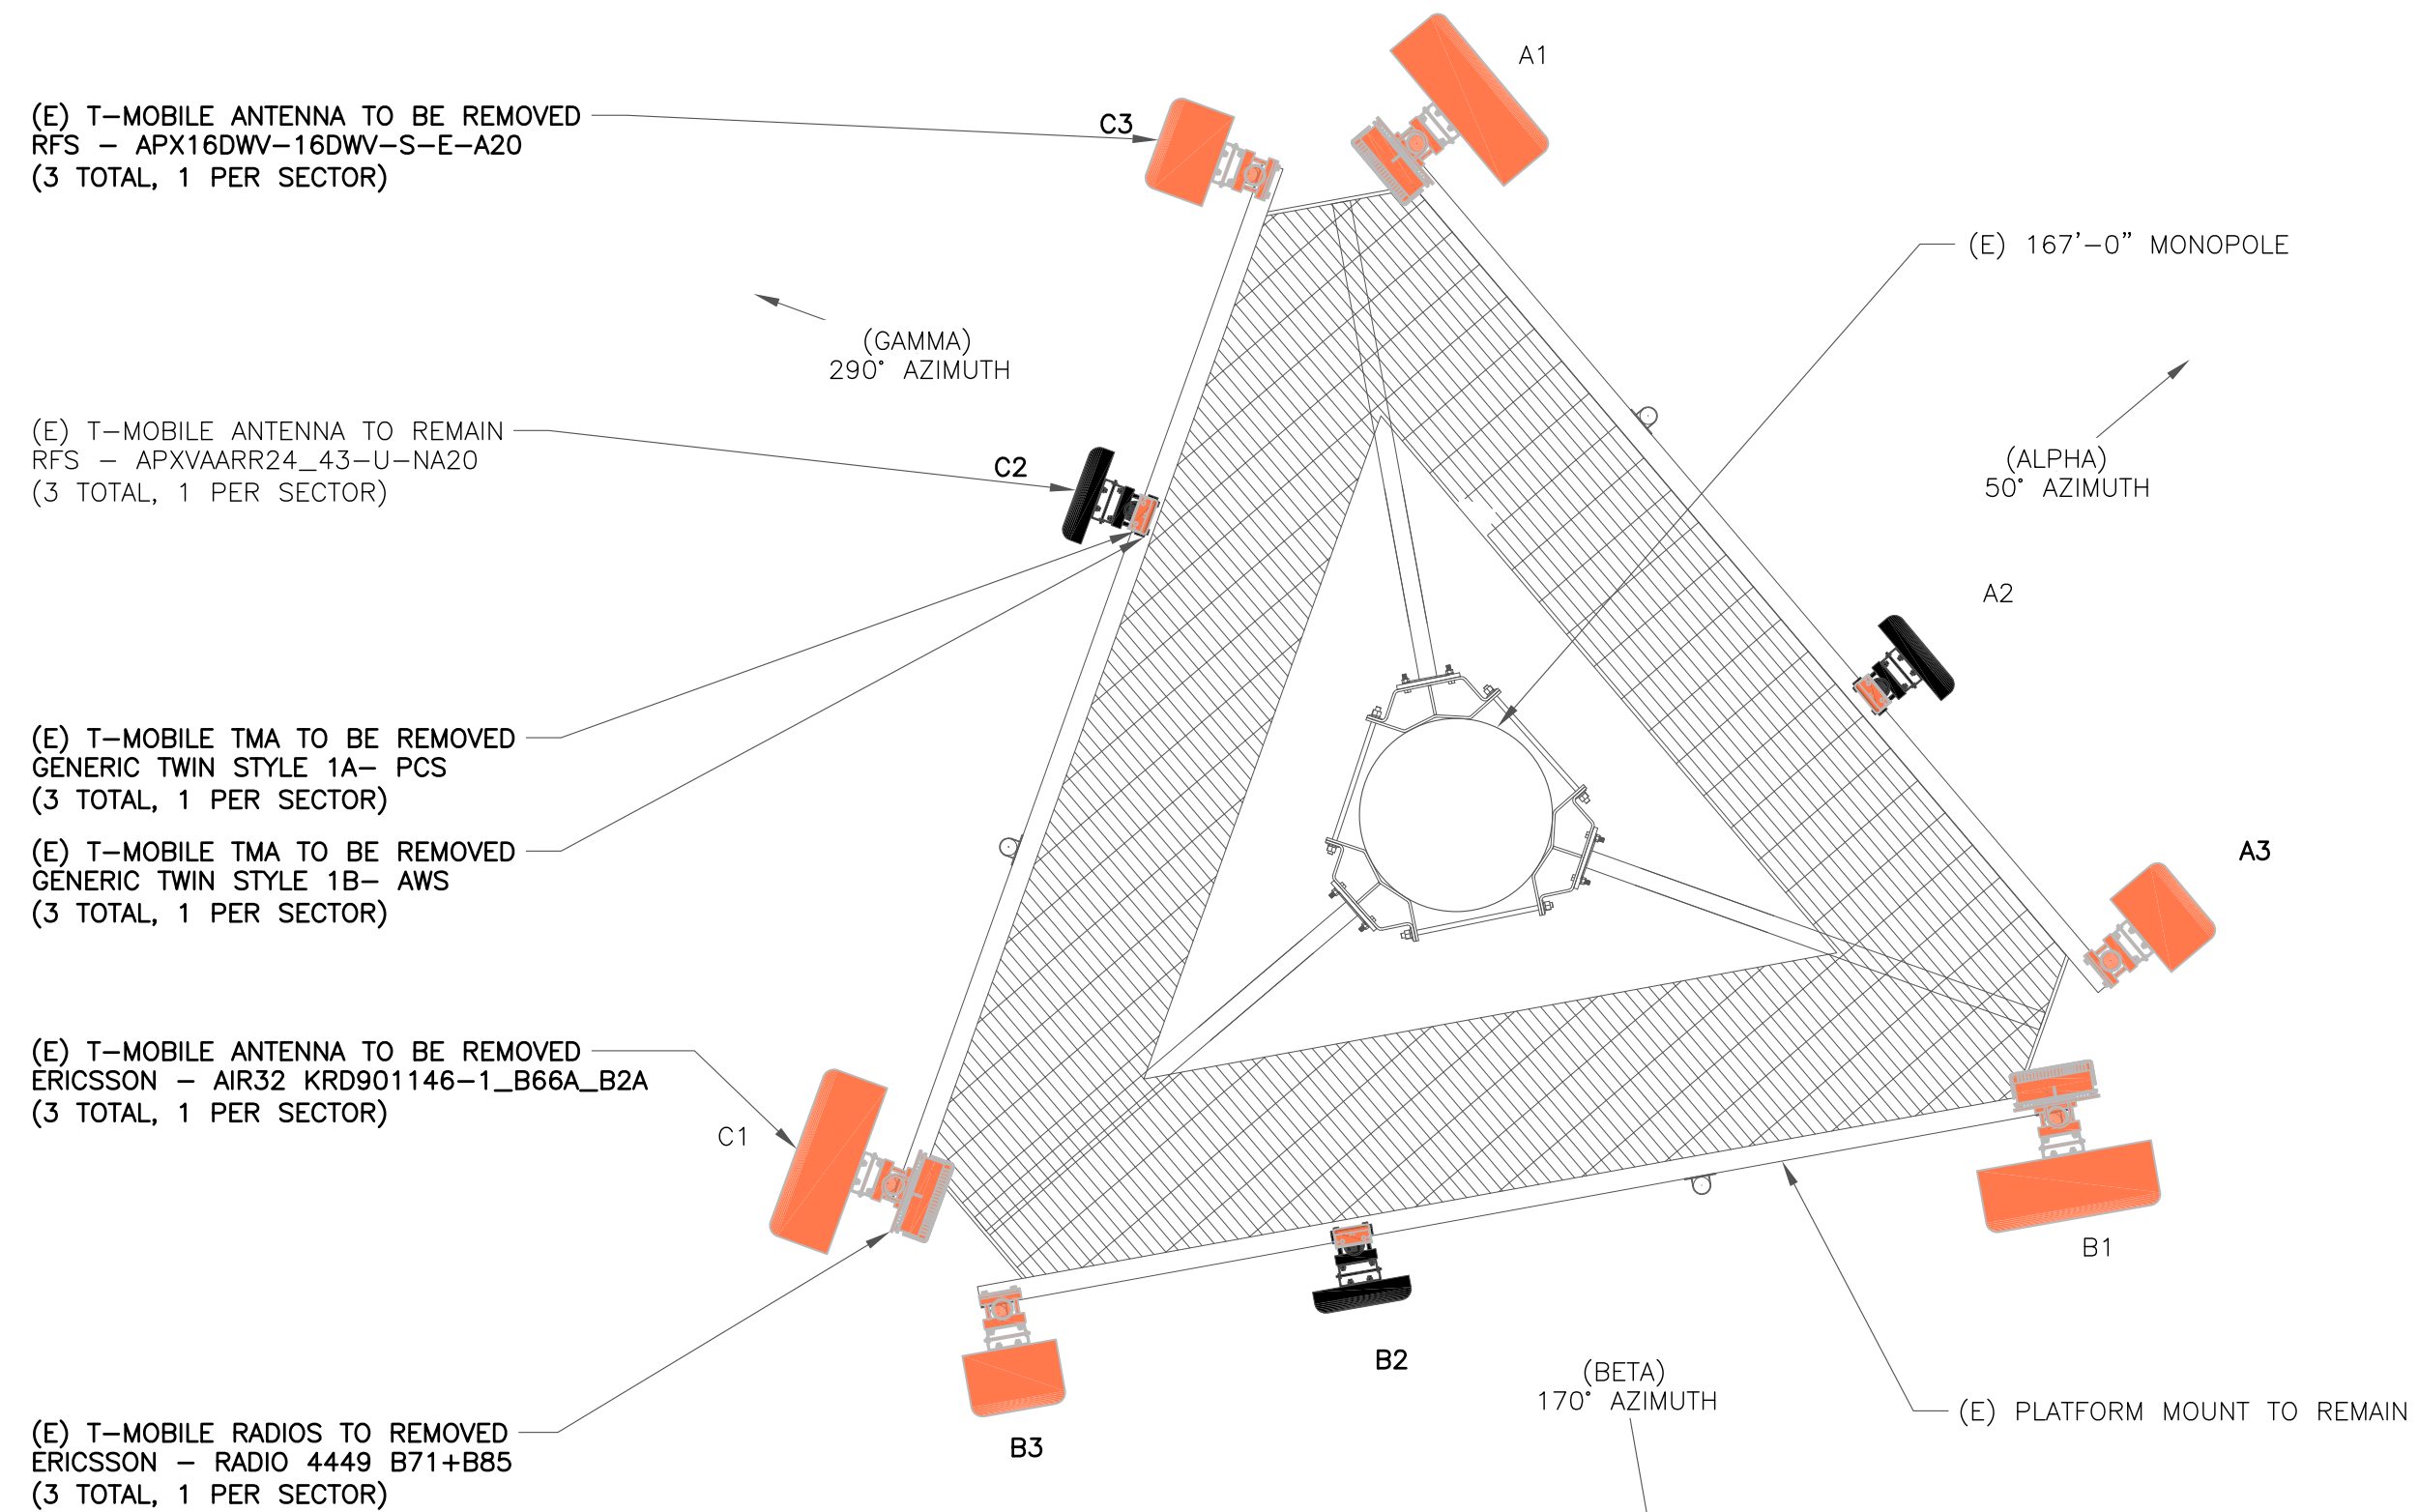 A1
(E) T-MOBILE ANTENNA TO BE REMOVED
RFS - APX16DWV-16DWV-S-E-A20
(3 TOTAL, 1 PER SECTOR)
C3
(E) 167'-0" MONOPOLE
(GAMMA)
290° AZIMUTH
(E) T-MOBILE ANTENNA TO REMAIN
RFS - APXVAARR24_43-U-NA20
(3 TOTAL, 1 PER SECTOR)
C2
(ALPHA)
50° AZIMUTH
A2
(E) T-MOBILE TMA TO BE REMOVED
GENERIC TWIN STYLE 1A- PCS
(3 TOTAL, 1 PER SECTOR)
(E) T-MOBILE TMA TO BE REMOVED
GENERIC TWIN STYLE 1B- AWS
(3 TOTAL, 1 PER SECTOR)
A3
(E) T-MOBILE ANTENNA TO BE REMOVED
ERICSSON - AIR32 KRD901146-1_B66A_B2A
(3 TOTAL, 1 PER SECTOR)
C1
B1
B2
(BETA)
170° AZIMUTH
(E) PLATFORM MOUNT TO REMAIN
B3
(E) T-MOBILE RADIOS TO REMOVED
ERICSSON - RADIO 4449 B71+B85
(3 TOTAL, 1 PER SECTOR)